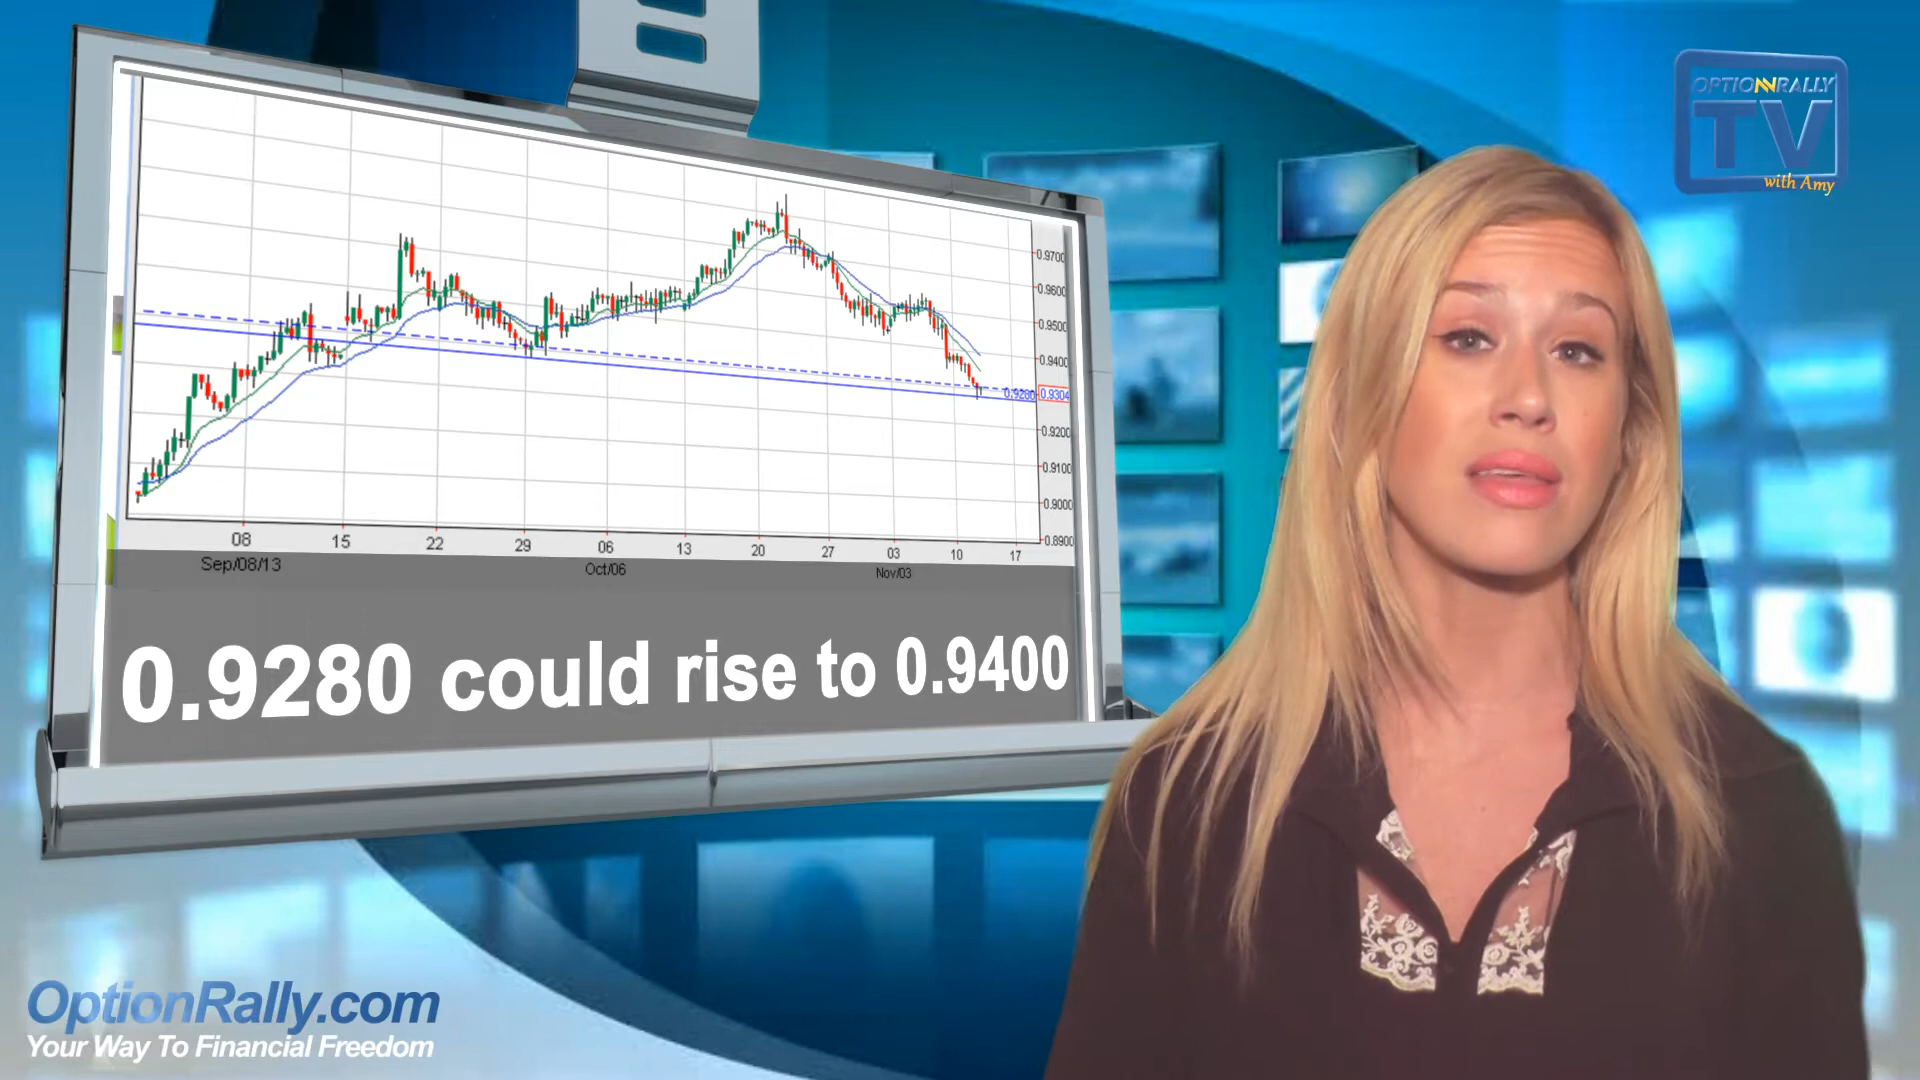 OPTIONRALLY
TV
with Amy
0.9700
0.9600
0.9500
0.9400
0.9280
0.9304
0.9200
0.9100
0.9000
0.8900
08 15 22 29 06 13 20 27 03 10 17
Sep/08/13 Oct/06 Nov/03
0.9280 could rise to 0.9400
OptionRally.com
Your Way To Financial Freedom